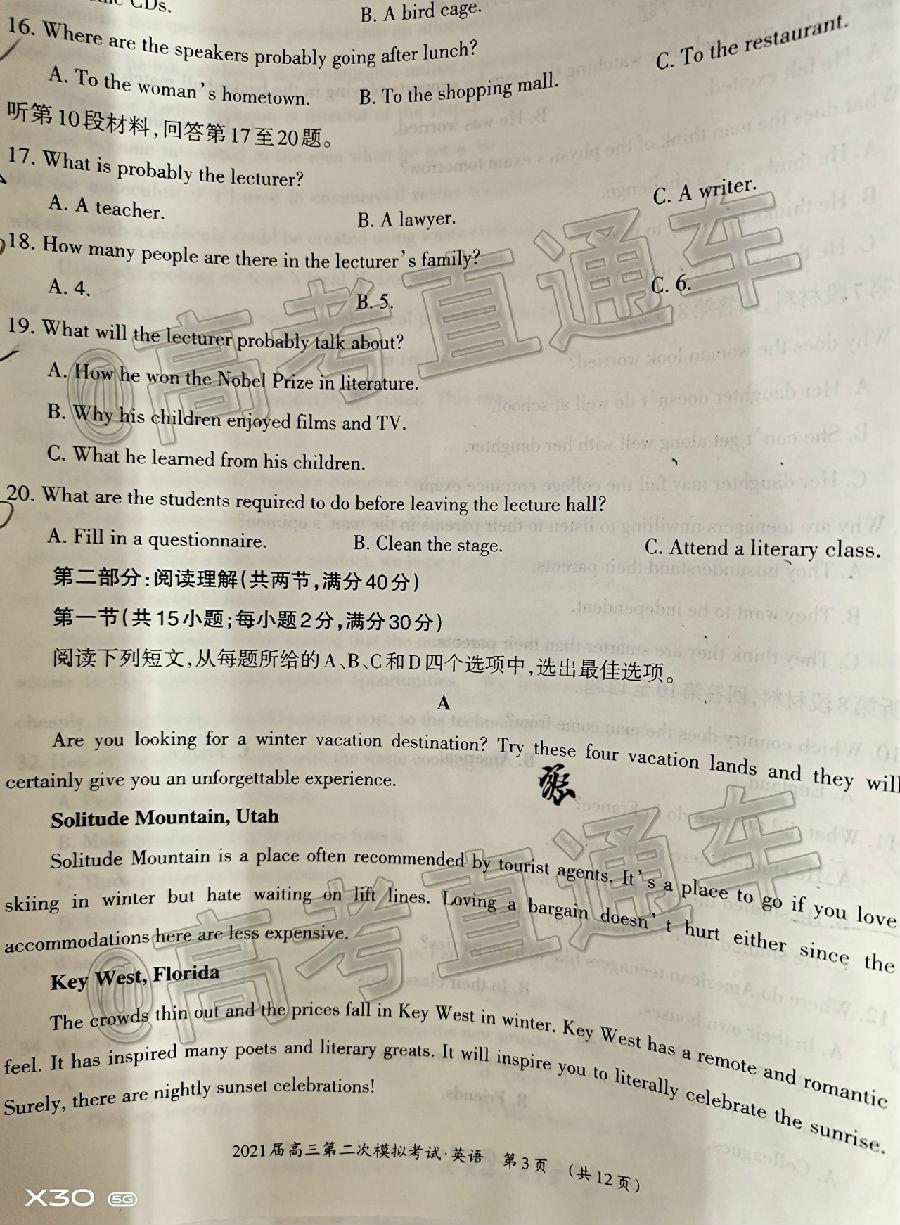 CDs.
B. A bird cage.
16. Where are the speakers probably going after lunch?
A. To the woman's hometown. B. To the shopping mall. C. To the restaurant.
听第10段材料,回答第17至20题。
17. What is probably the lecturer?
A. A teacher. B. A lawyer. C. A writer.
18. How many people are there in the lecturer's family?
A. 4. B. 5. C. 6.
19. What will the lecturer probably talk about?
A. How he won the Nobel Prize in literature.
B. Why his children enjoyed films and TV.
C. What he learned from his children.
20. What are the students required to do before leaving the lecture hall?
A. Fill in a questionnaire. B. Clean the stage. C. Attend a literary class.
第二部分:阅读理解(共两节,满分40分)
第一节(共15小题;每小题2分,满分30分)
阅读下列短文,从每题所给的A、B、C和D四个选项中,选出最佳选项。
A
Are you looking for a winter vacation destination? Try these four vacation lands and they will
certainly give you an unforgettable experience.
Solitude Mountain, Utah
Solitude Mountain is a place often recommended by tourist agents. It's a place to go if you love
skiing in winter but hate waiting on lift lines. Loving a bargain doesn't hurt either since the
accommodations here are less expensive.
Key West, Florida
The crowds thin out and the prices fall in Key West in winter. Key West has a remote and romantic
feel. It has inspired many poets and literary greats. It will inspire you to literally celebrate the sunrise.
Surely, there are nightly sunset celebrations!
2021届高三第二次模拟考试·英语 第3页 (共12页)
@高考直通车
@高考直通车
X30 5G